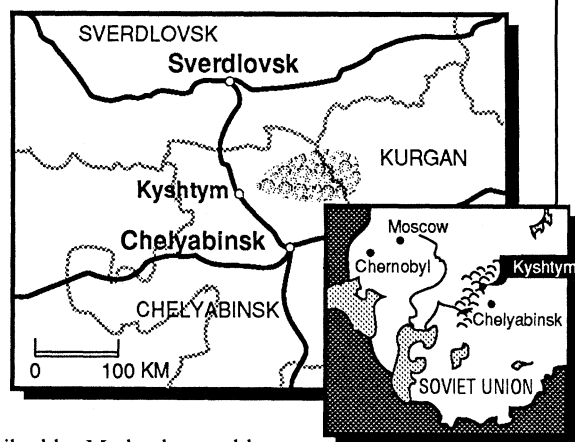 SVERDLOVSK
Sverdlovsk
KURGAN
Kyshtym
Chelyabinsk
CHELYABINSK
0 100 KM
Moscow
Chernobyl
Kyshtym
Chelyabinsk
SOVIET UNION